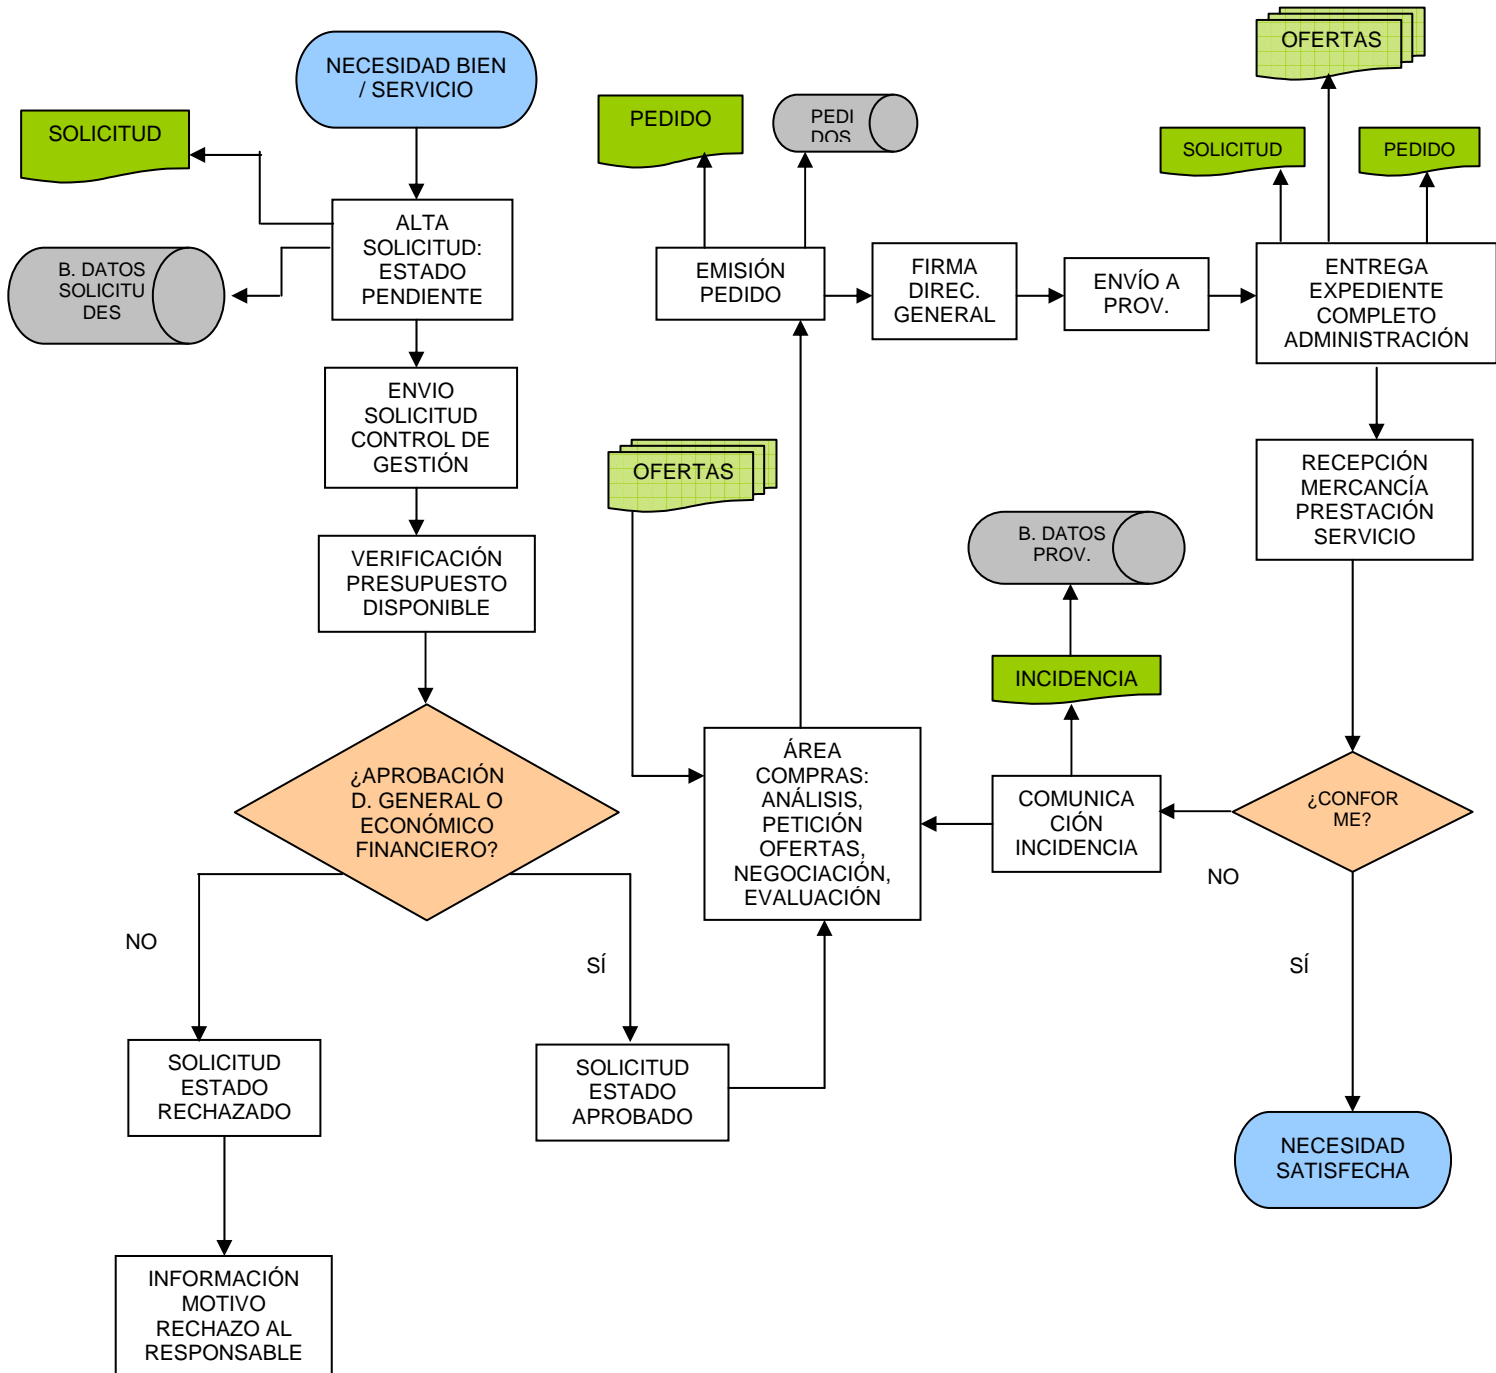 NECESIDAD BIEN
/ SERVICIO
SOLICITUD
ALTA
SOLICITUD:
ESTADO
PENDIENTE
B. DATOS
SOLICITU
DES
ENVIO
SOLICITUD
CONTROL DE
GESTIÓN
VERIFICACIÓN
PRESUPUESTO
DISPONIBLE
¿APROBACIÓN
D. GENERAL O
ECONÓMICO
FINANCIERO?
NO
SÍ
SOLICITUD
ESTADO
RECHAZADO
INFORMACIÓN
MOTIVO
RECHAZO AL
RESPONSABLE
SOLICITUD
ESTADO
APROBADO
OFERTAS
ÁREA
COMPRAS:
ANÁLISIS,
PETICIÓN
OFERTAS,
NEGOCIACIÓN,
EVALUACIÓN
PEDIDO
PEDI
DOS
EMISIÓN
PEDIDO
FIRMA
DIREC.
GENERAL
ENVÍO A
PROV.
OFERTAS
SOLICITUD
PEDIDO
ENTREGA
EXPEDIENTE
COMPLETO
ADMINISTRACIÓN
RECEPCIÓN
MERCANCÍA
PRESTACIÓN
SERVICIO
B. DATOS
PROV.
INCIDENCIA
COMUNICA
CIÓN
INCIDENCIA
¿CONFOR
ME?
NO
SÍ
NECESIDAD
SATISFECHA